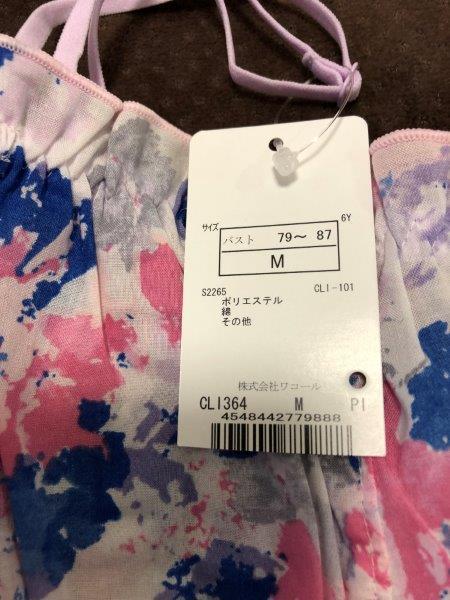 サイズ 6Y
バスト 79～ 87
M
S2265 CLI-101
ポリエステル
綿
その他
株式会社ワコール
CLI364 M PI
4548442779888